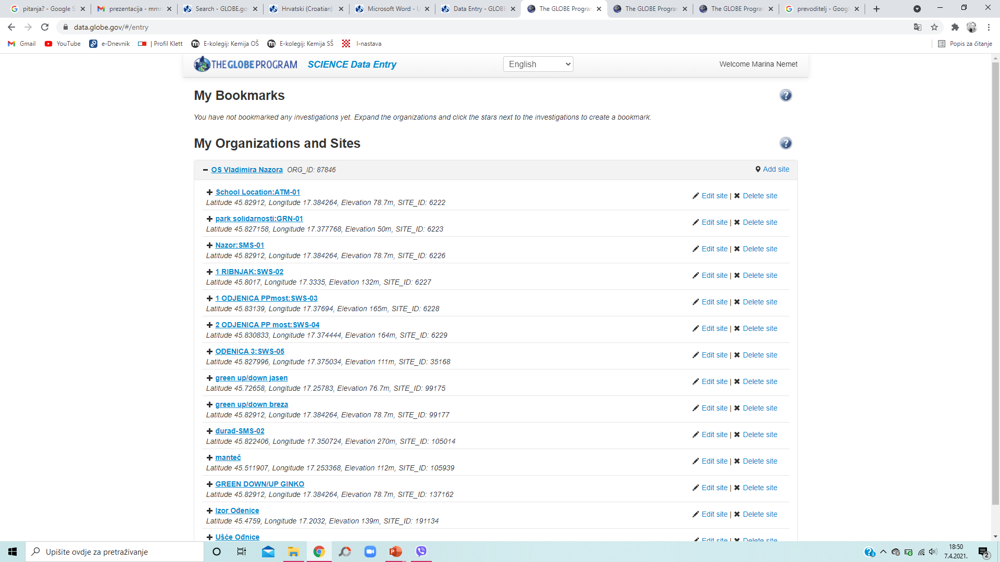 pitanja? - Google S
prezentacija - mmn
Search - GLOBE.go
Hrvatski (Croatian)
Microsoft Word - U
Data Entry - GLOBE
The GLOBE Program
The GLOBE Program
The GLOBE Program
prevoditelj - Googl
data.globe.gov/#/entry
Gmail
YouTube
e-Dnevnik
| Profil Klett
E-kolegij: Kemija OŠ
E-kolegij: Kemija SŠ
I-nastava
Popis za čitanje
THE GLOBE PROGRAM SCIENCE Data Entry
English
Welcome Marina Nemet
My Bookmarks
You have not bookmarked any investigations yet. Expand the organizations and click the stars next to the investigations to create a bookmark.
My Organizations and Sites
OS Vladimira Nazora ORG_ID: 87846
Add site
School Location:ATM-01
Latitude 45.82912, Longitude 17.384264, Elevation 78.7m, SITE_ID: 6222
Edit site | Delete site
park solidarnosti:GRN-01
Latitude 45.827158, Longitude 17.377768, Elevation 50m, SITE_ID: 6223
Edit site | Delete site
Nazor:SMS-01
Latitude 45.82912, Longitude 17.384264, Elevation 78.7m, SITE_ID: 6226
Edit site | Delete site
1 RIBNJAK:SWS-02
Latitude 45.8017, Longitude 17.3335, Elevation 132m, SITE_ID: 6227
Edit site | Delete site
1 ODJENICA PPmost:SWS-03
Latitude 45.83139, Longitude 17.37694, Elevation 165m, SITE_ID: 6228
Edit site | Delete site
2 ODJENICA PP most:SWS-04
Latitude 45.830833, Longitude 17.374444, Elevation 164m, SITE_ID: 6229
Edit site | Delete site
OĐENICA 3:SWS-05
Latitude 45.827996, Longitude 17.375034, Elevation 111m, SITE_ID: 35168
Edit site | Delete site
green up/down jasen
Latitude 45.72658, Longitude 17.25783, Elevation 76.7m, SITE_ID: 99175
Edit site | Delete site
green up/down breza
Latitude 45.82912, Longitude 17.384264, Elevation 78.7m, SITE_ID: 99177
Edit site | Delete site
đurađ-SMS-02
Latitude 45.822406, Longitude 17.350724, Elevation 270m, SITE_ID: 105014
Edit site | Delete site
manteč
Latitude 45.511907, Longitude 17.253368, Elevation 112m, SITE_ID: 105939
Edit site | Delete site
GREEN DOWN/UP GINKO
Latitude 45.82912, Longitude 17.384264, Elevation 78.7m, SITE_ID: 137162
Edit site | Delete site
Izor Ođenice
Latitude 45.4759, Longitude 17.2032, Elevation 139m, SITE_ID: 191134
Edit site | Delete site
Ušće Ođnice
Edit site | Delete site
Upišite ovdje za pretraživanje
18:50
7.4.2021.
2